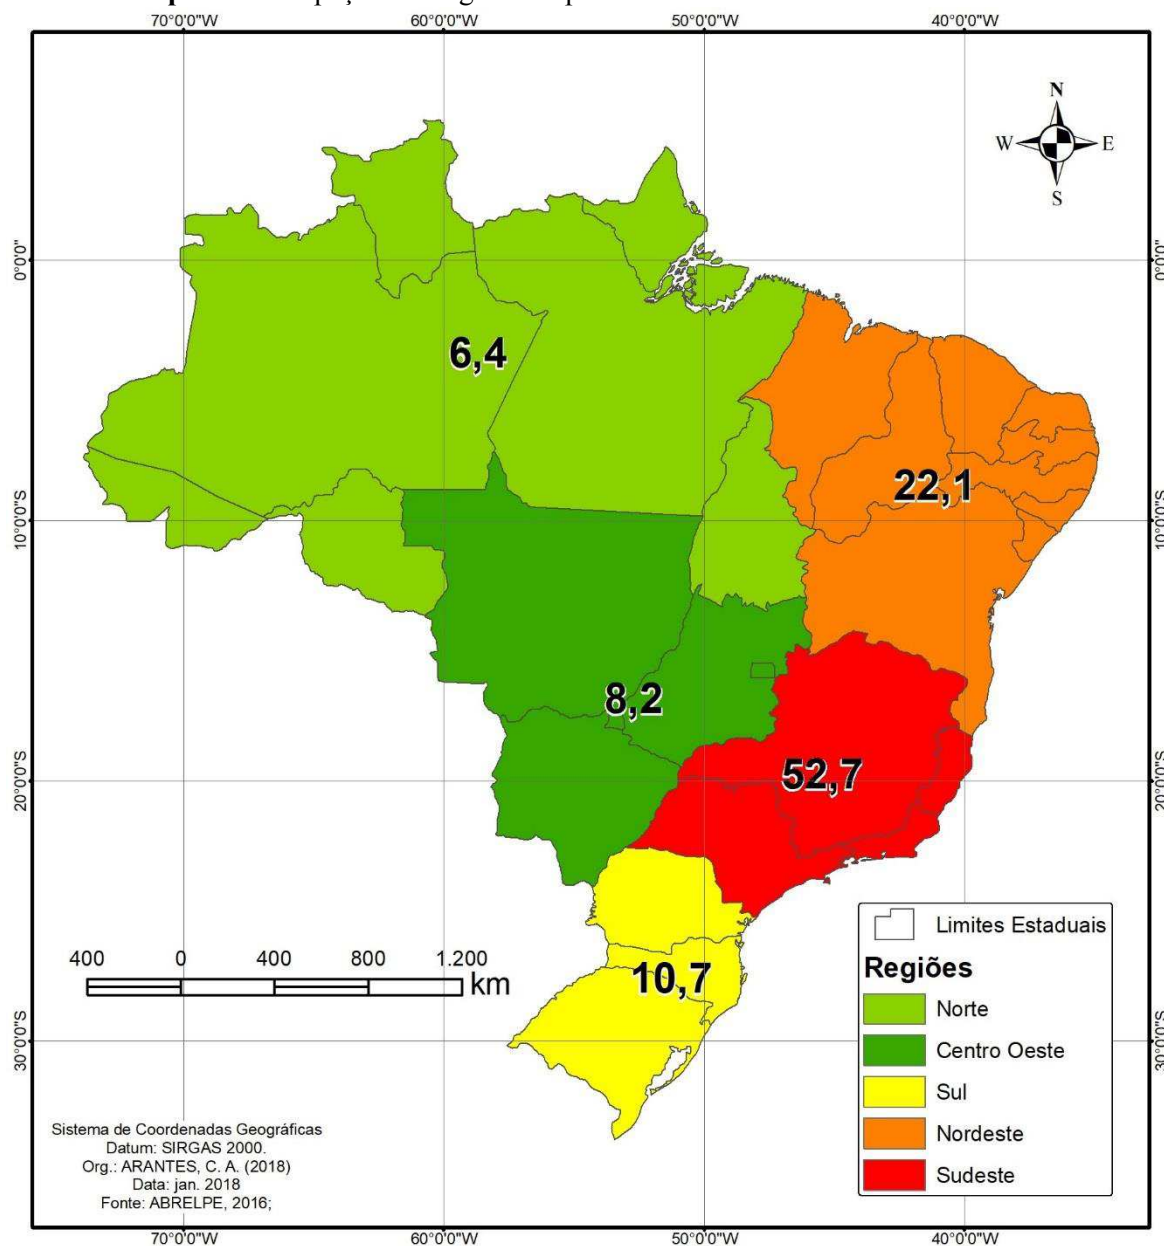 70°0'0"W 60°0'0"W 50°0'0"W 40°0'0"W
N
W E
S
0°0'0" 0°0'0"
6,4
22,1
10°0'0"S 10°0'0"S
8,2
52,7
20°0'0"S 20°0'0"S
Limites Estaduais
400 0 400 800 1.200
km
10,7
Regiões
Norte
Centro Oeste
30°0'0"S 30°0'0"S
Sul
Nordeste
Sudeste
Sistema de Coordenadas Geográficas
Datum: SIRGAS 2000.
Org.: ARANTES, C. A. (2018)
Data: jan. 2018
Fonte: ABRELPE, 2016;
70°0'0"W 60°0'0"W 50°0'0"W 40°0'0"W